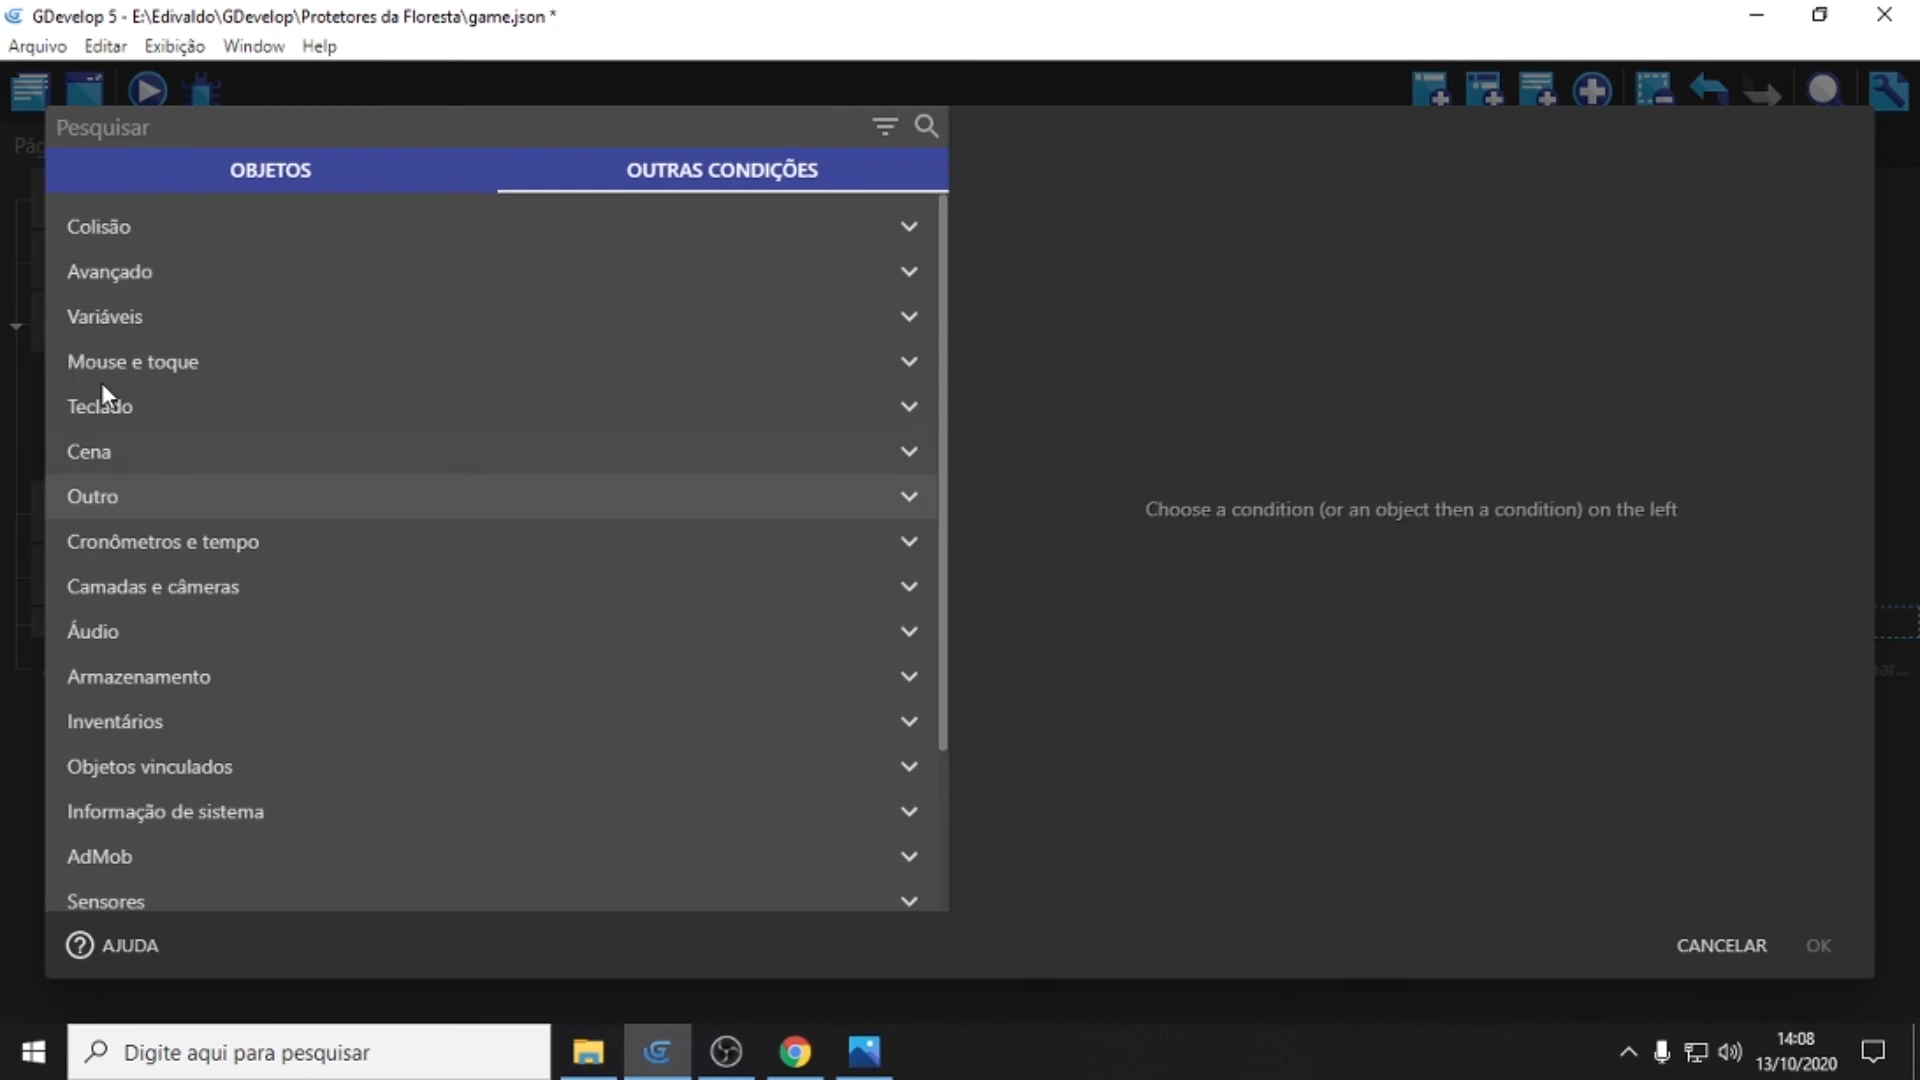 GDevelop 5 - E:\Edivaldo\GDevelop\Protetores da Floresta\game.json *
Arquivo Editar Exibição Window Help
Pág
Pesquisar
OBJETOS
OUTRAS CONDIÇÕES
Colisão
Avançado
Variáveis
Mouse e toque
Teclado
Cena
Outro
Cronômetros e tempo
Camadas e câmeras
Áudio
Armazenamento
Inventários
Objetos vinculados
Informação de sistema
AdMob
Sensores
Choose a condition (or an object then a condition) on the left
AJUDA
CANCELAR OK
Digite aqui para pesquisar
14:08
13/10/2020